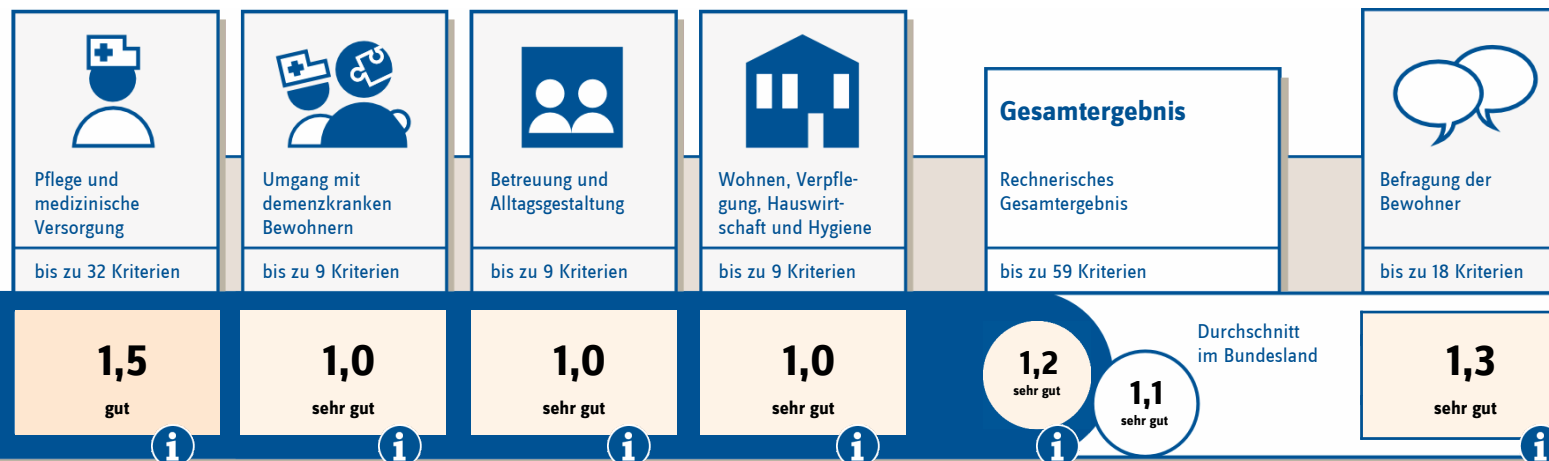 Pflege und
medizinische
Versorgung
bis zu 32 Kriterien
1,5
gut
i
Umgang mit
demenzkranken
Bewohnern
bis zu 9 Kriterien
1,0
sehr gut
i
Betreuung und
Alltagsgestaltung
bis zu 9 Kriterien
1,0
sehr gut
i
Wohnen, Verpfle-
gung, Hauswirt-
schaft und Hygiene
bis zu 9 Kriterien
1,0
sehr gut
i
Gesamtergebnis
Rechnerisches
Gesamtergebnis
bis zu 59 Kriterien
1,2
sehr gut
i
Durchschnitt
im Bundesland
1,1
sehr gut
Befragung der
Bewohner
bis zu 18 Kriterien
1,3
sehr gut
i